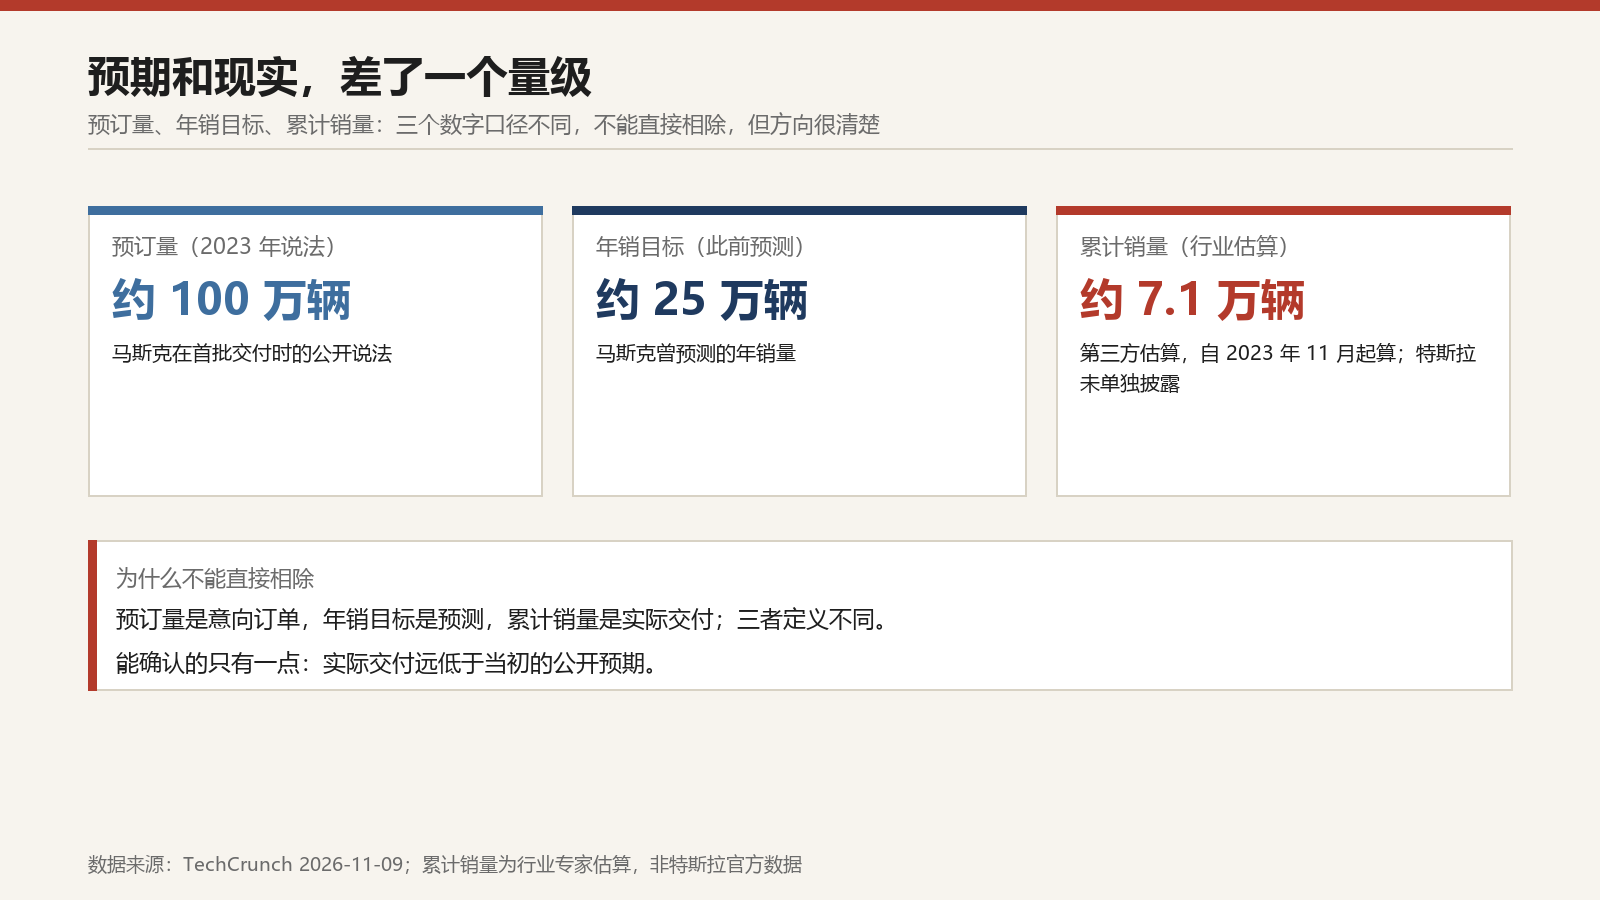 预期和现实，差了一个量级
预订量、年销目标、累计销量：三个数字口径不同，不能直接相除，但方向很清楚
预订量（2023 年说法）
约 100 万辆
马斯克在首批交付时的公开说法
年销目标（此前预测）
约 25 万辆
马斯克曾预测的年销量
累计销量（行业估算）
约 7.1 万辆
第三方估算，自 2023 年 11 月起算；特斯拉
未单独披露
为什么不能直接相除
预订量是意向订单，年销目标是预测，累计销量是实际交付；三者定义不同。
能确认的只有一点：实际交付远低于当初的公开预期。
数据来源：TechCrunch 2026-11-09；累计销量为行业专家估算，非特斯拉官方数据